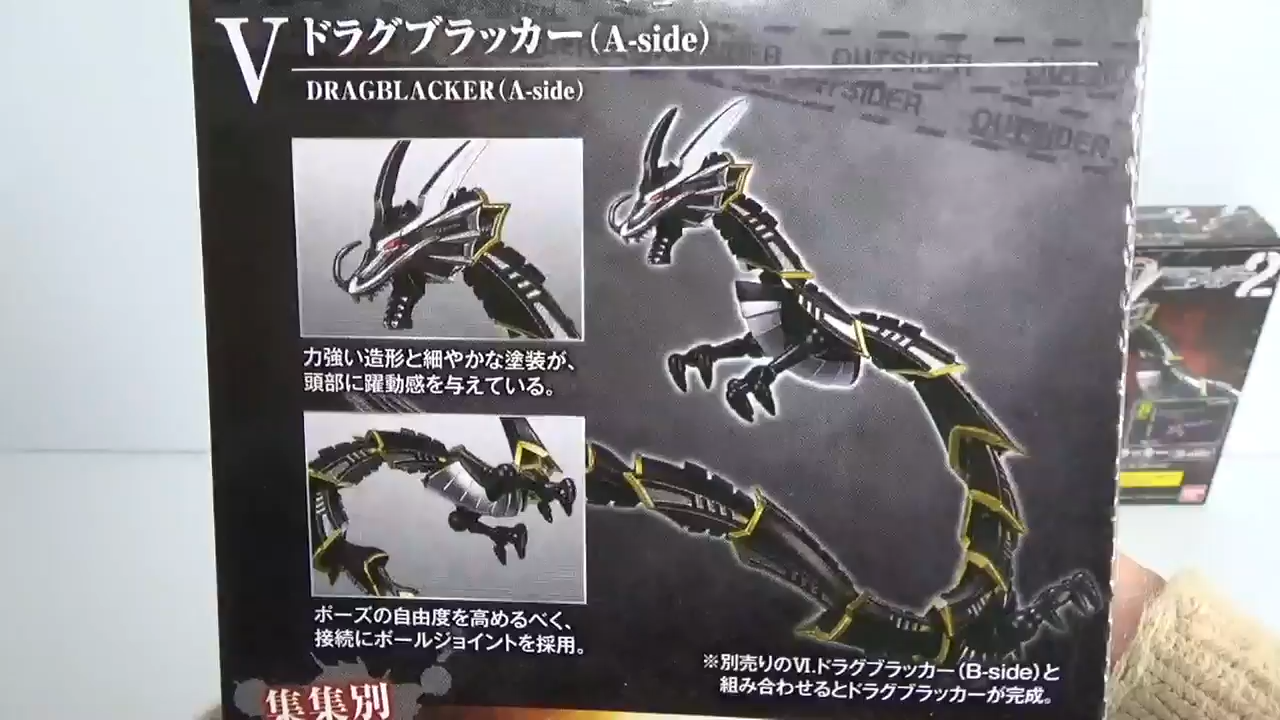 V ドラグブラッカー(A-side)
DRAGBLACKER(A-side)
OUTSIDER OUTSIDER
OUTSIDER
力強い造形と細やかな塗装が、
頭部に躍動感を与えている。
ポーズの自由度を高めるべく、
接続にボールジョイントを採用。
※別売りのⅥ.ドラグブラッカー(B-side)と
組み合わせるとドラグブラッカーが完成。
集集別
2